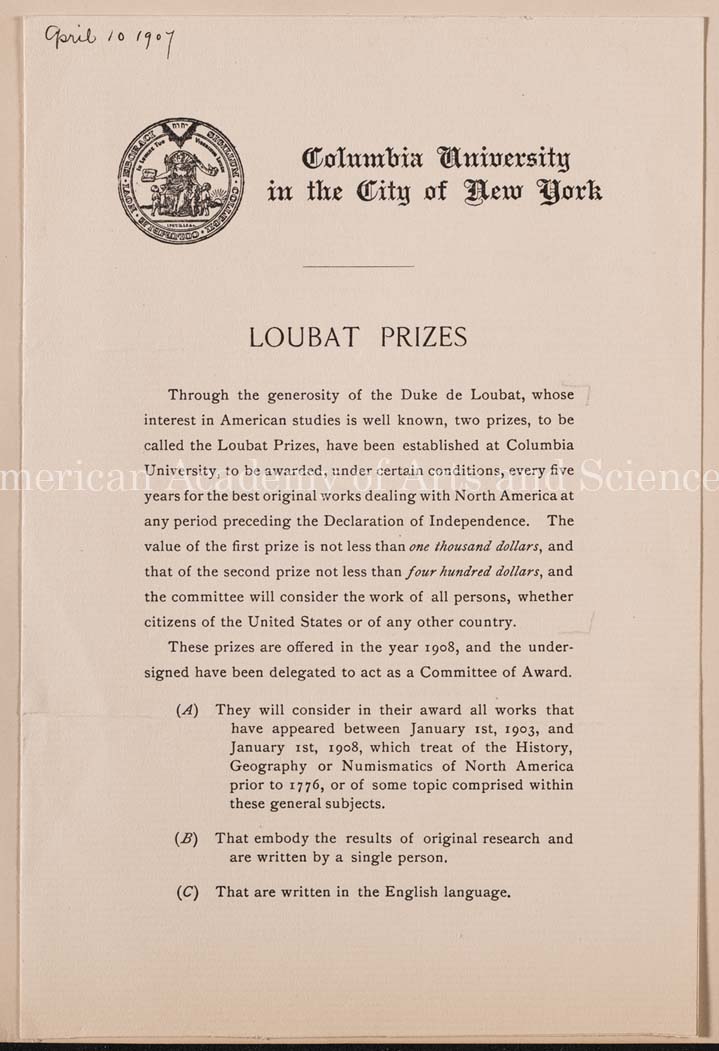 April 10 1907
Columbia University
in the City of New York
LOUBAT PRIZES
Through the generosity of the Duke de Loubat, whose
interest in American studies is well known, two prizes, to be
called the Loubat Prizes, have been established at Columbia
University, to be awarded, under certain conditions, every five
years for the best original works dealing with North America at
any period preceding the Declaration of Independence. The
value of the first prize is not less than one thousand dollars, and
that of the second prize not less than four hundred dollars, and
the committee will consider the work of all persons, whether
citizens of the United States or of any other country.
These prizes are offered in the year 1908, and the under-
signed have been delegated to act as a Committee of Award.
(A) They will consider in their award all works that
have appeared between January 1st, 1903, and
January 1st, 1908, which treat of the History,
Geography or Numismatics of North America
prior to 1776, or of some topic comprised within
these general subjects.
(B) That embody the results of original research and
are written by a single person.
(C) That are written in the English language.
merican Academy of Arts and Science